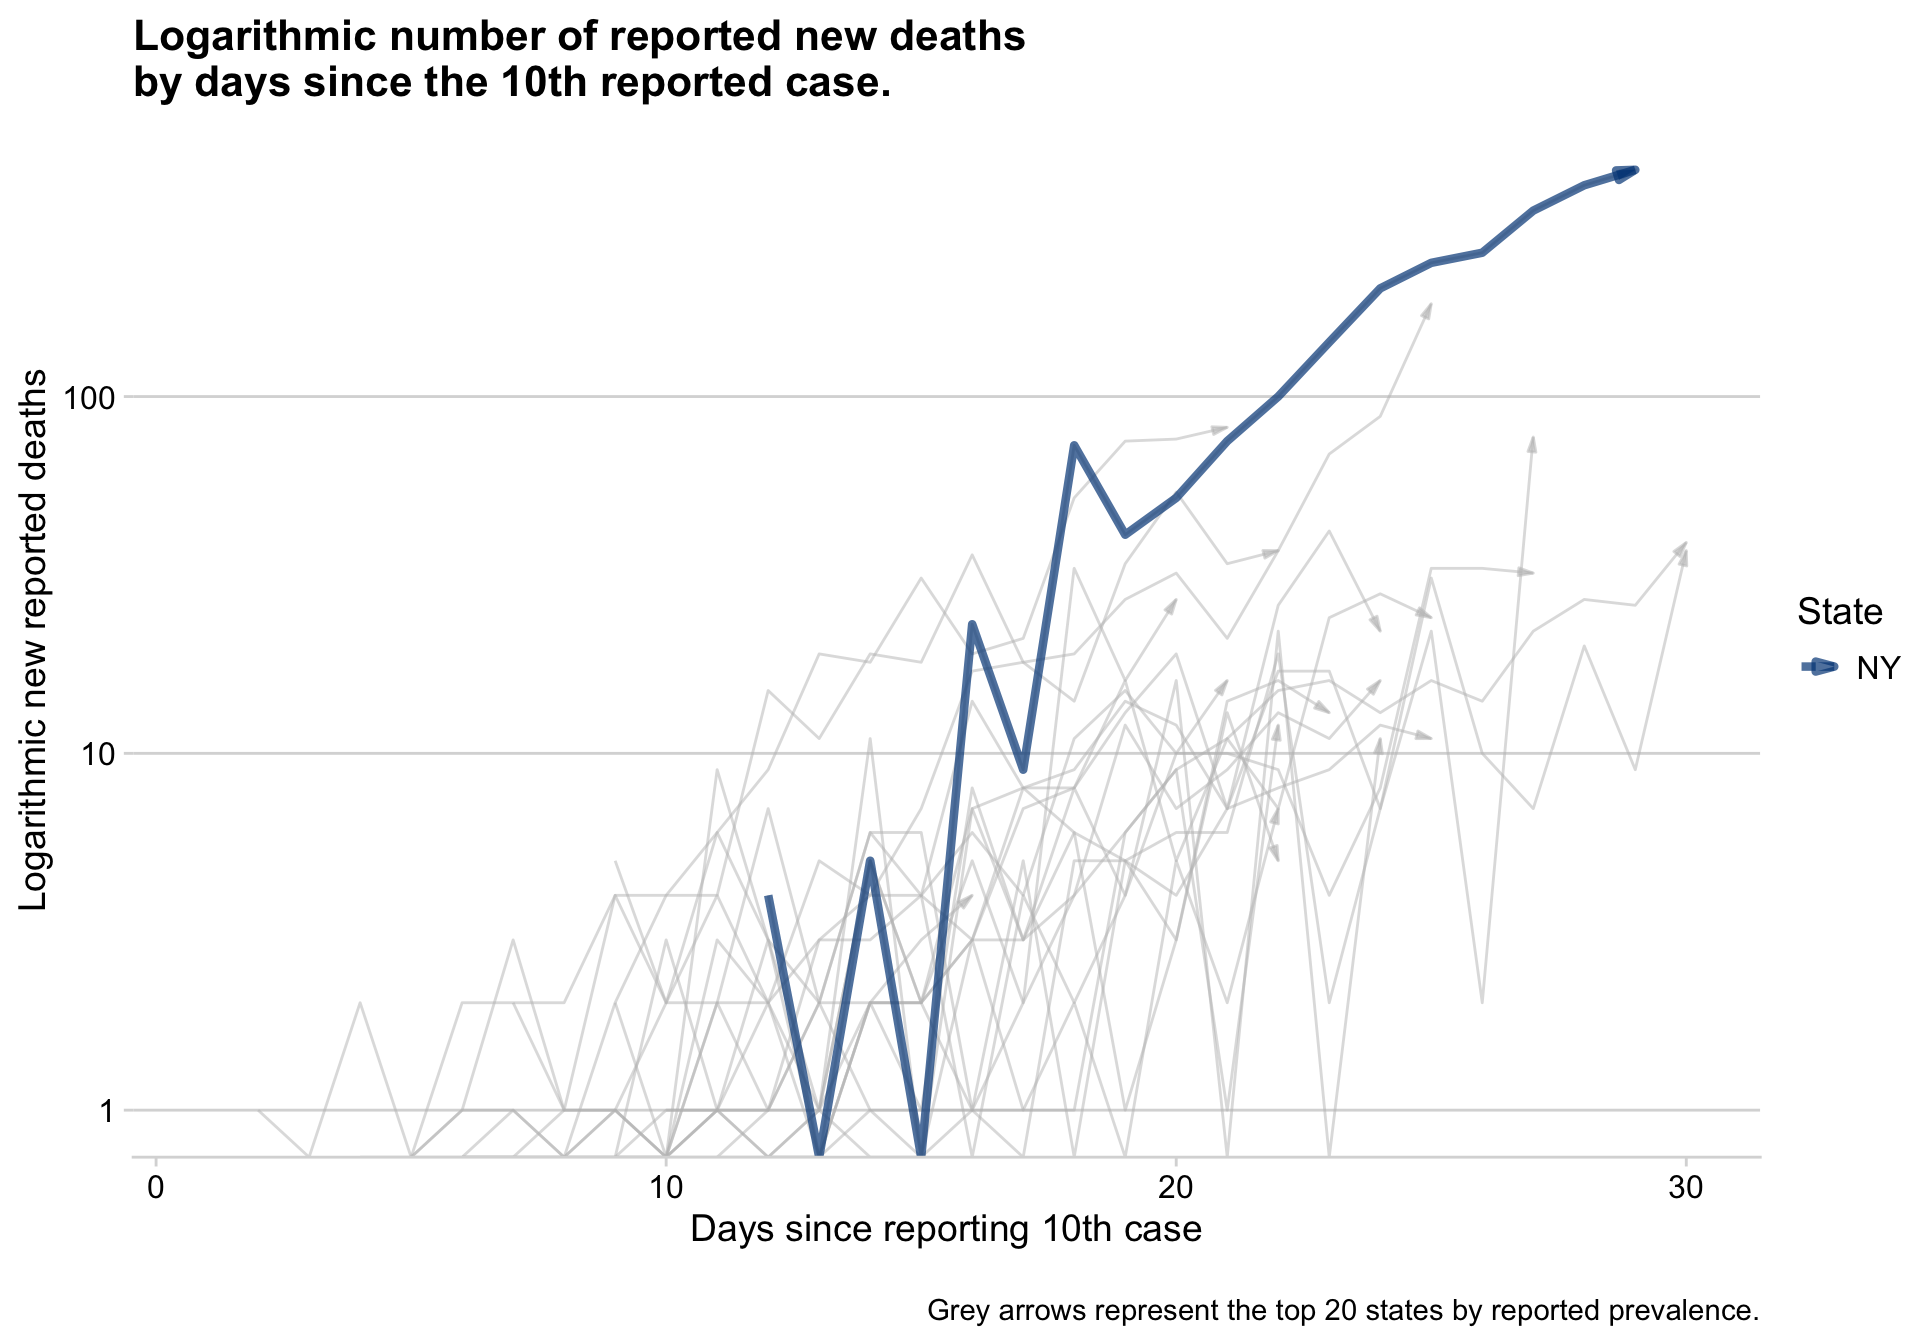 Logarithmic number of reported new deaths
by days since the 10th reported case.
Logarithmic new reported deaths
100
10
1
0
10
20
30
Days since reporting 10th case
State
NY
Grey arrows represent the top 20 states by reported prevalence.